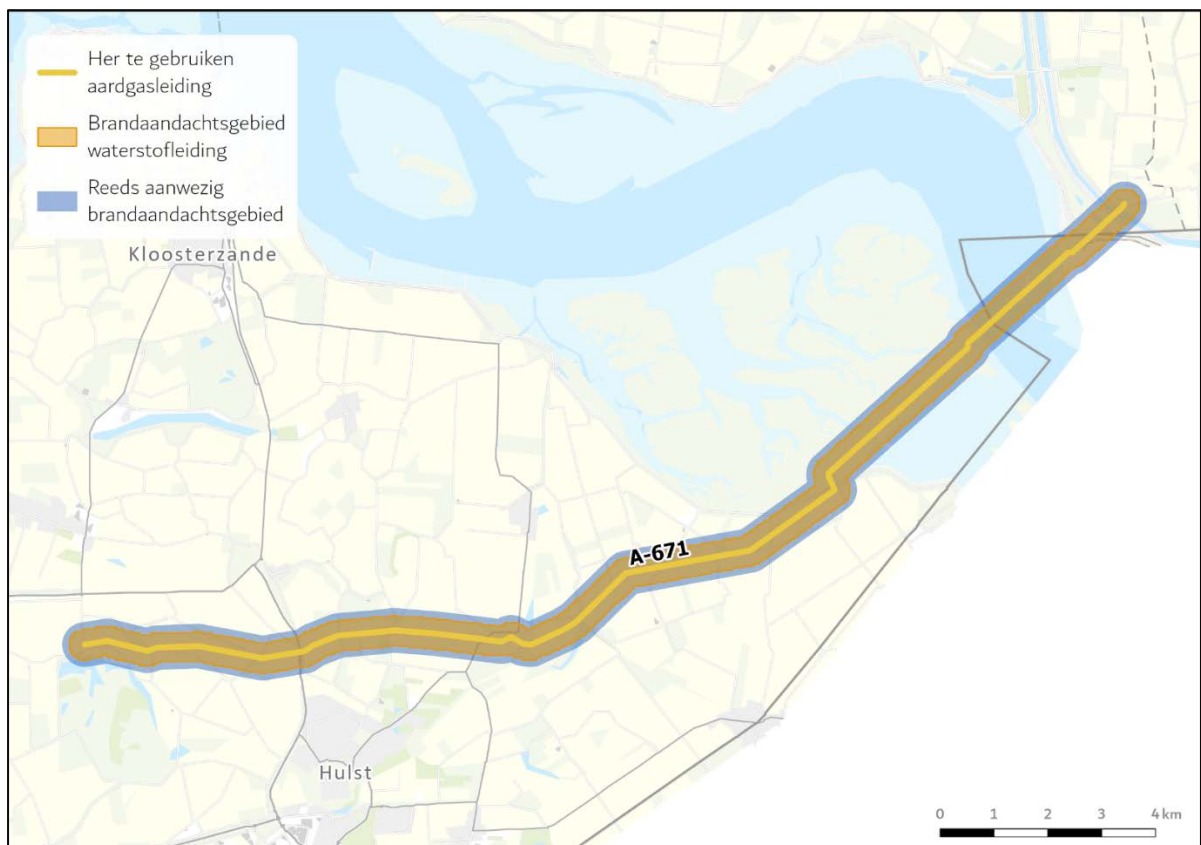 Her te gebruiken
aardgasleiding
Brandaandachtsgebied
waterstofleiding
Reeds aanwezig
brandaandachtsgebied
Kloosterzande
A-671
Hulst
0 1 2 3 4 km